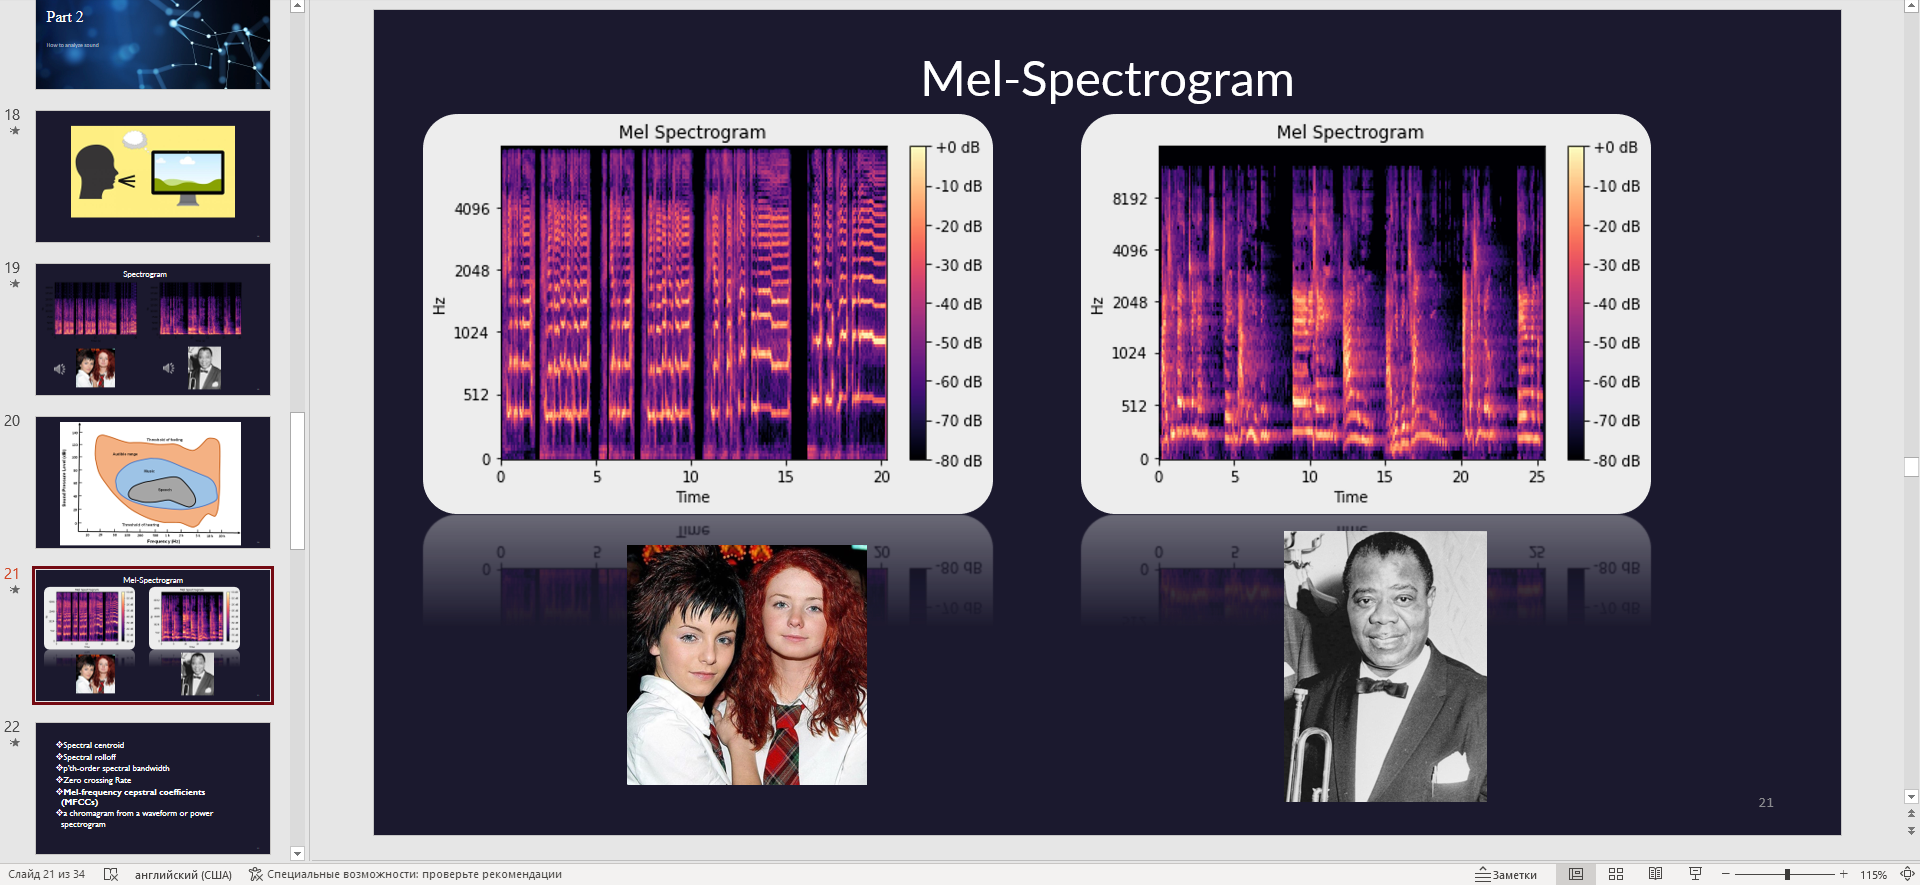 Part 2
How to analyze sound
18
19
Spectrogram
20
Threshold of feeling
Audible range
Music
Speech
Threshold of hearing
Frequency (Hz)
21
Mel-Spectrogram
22
❖Spectral centroid
❖Spectral rolloff
❖p'th-order spectral bandwidth
❖Zero crossing Rate
❖Mel-frequency cepstral coefficients
(MFCCs)
❖a chromagram from a waveform or power
spectrogram
Mel-Spectrogram
Mel Spectrogram
+0 dB
-10 dB
-20 dB
-30 dB
-40 dB
-50 dB
-60 dB
-70 dB
-80 dB
4096
2048
1024
512
0
Hz
0 5 10 15 20
Time
Mel Spectrogram
+0 dB
-10 dB
-20 dB
-30 dB
-40 dB
-50 dB
-60 dB
-70 dB
-80 dB
8192
4096
2048
1024
512
0
Hz
0 5 10 15 20 25
Time
21
Слайд 21 из 34 английский (США) Специальные возможности: проверьте рекомендации Заметки 115%